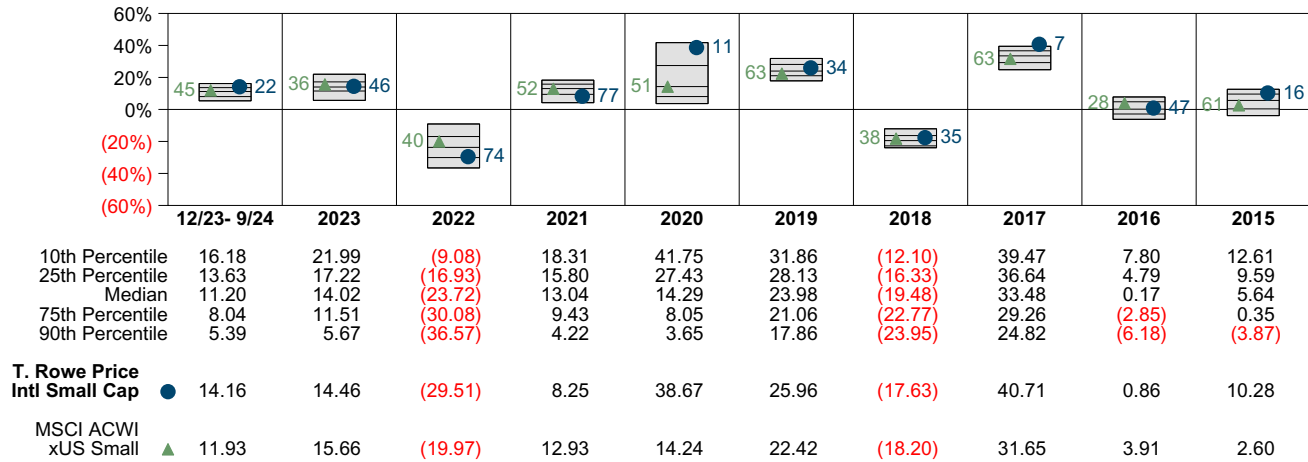 60%
40%
20%
0%
(20%)
(40%)
(60%)
45 22 36 46 40 74 52 77 51 11 63 34 38 35 63 7 28 47 61 16
12/23- 9/24 2023 2022 2021 2020 2019 2018 2017 2016 2015
10th Percentile 16.18 21.99 (9.08) 18.31 41.75 31.86 (12.10) 39.47 7.80 12.61
25th Percentile 13.63 17.22 (16.93) 15.80 27.43 28.13 (16.33) 36.64 4.79 9.59
Median 11.20 14.02 (23.72) 13.04 14.29 23.98 (19.48) 33.48 0.17 5.64
75th Percentile 8.04 11.51 (30.08) 9.43 8.05 21.06 (22.77) 29.26 (2.85) 0.35
90th Percentile 5.39 5.67 (36.57) 4.22 3.65 17.86 (23.95) 24.82 (6.18) (3.87)
T. Rowe Price
Intl Small Cap 14.16 14.46 (29.51) 8.25 38.67 25.96 (17.63) 40.71 0.86 10.28
MSCI ACWI
xUS Small 11.93 15.66 (19.97) 12.93 14.24 22.42 (18.20) 31.65 3.91 2.60